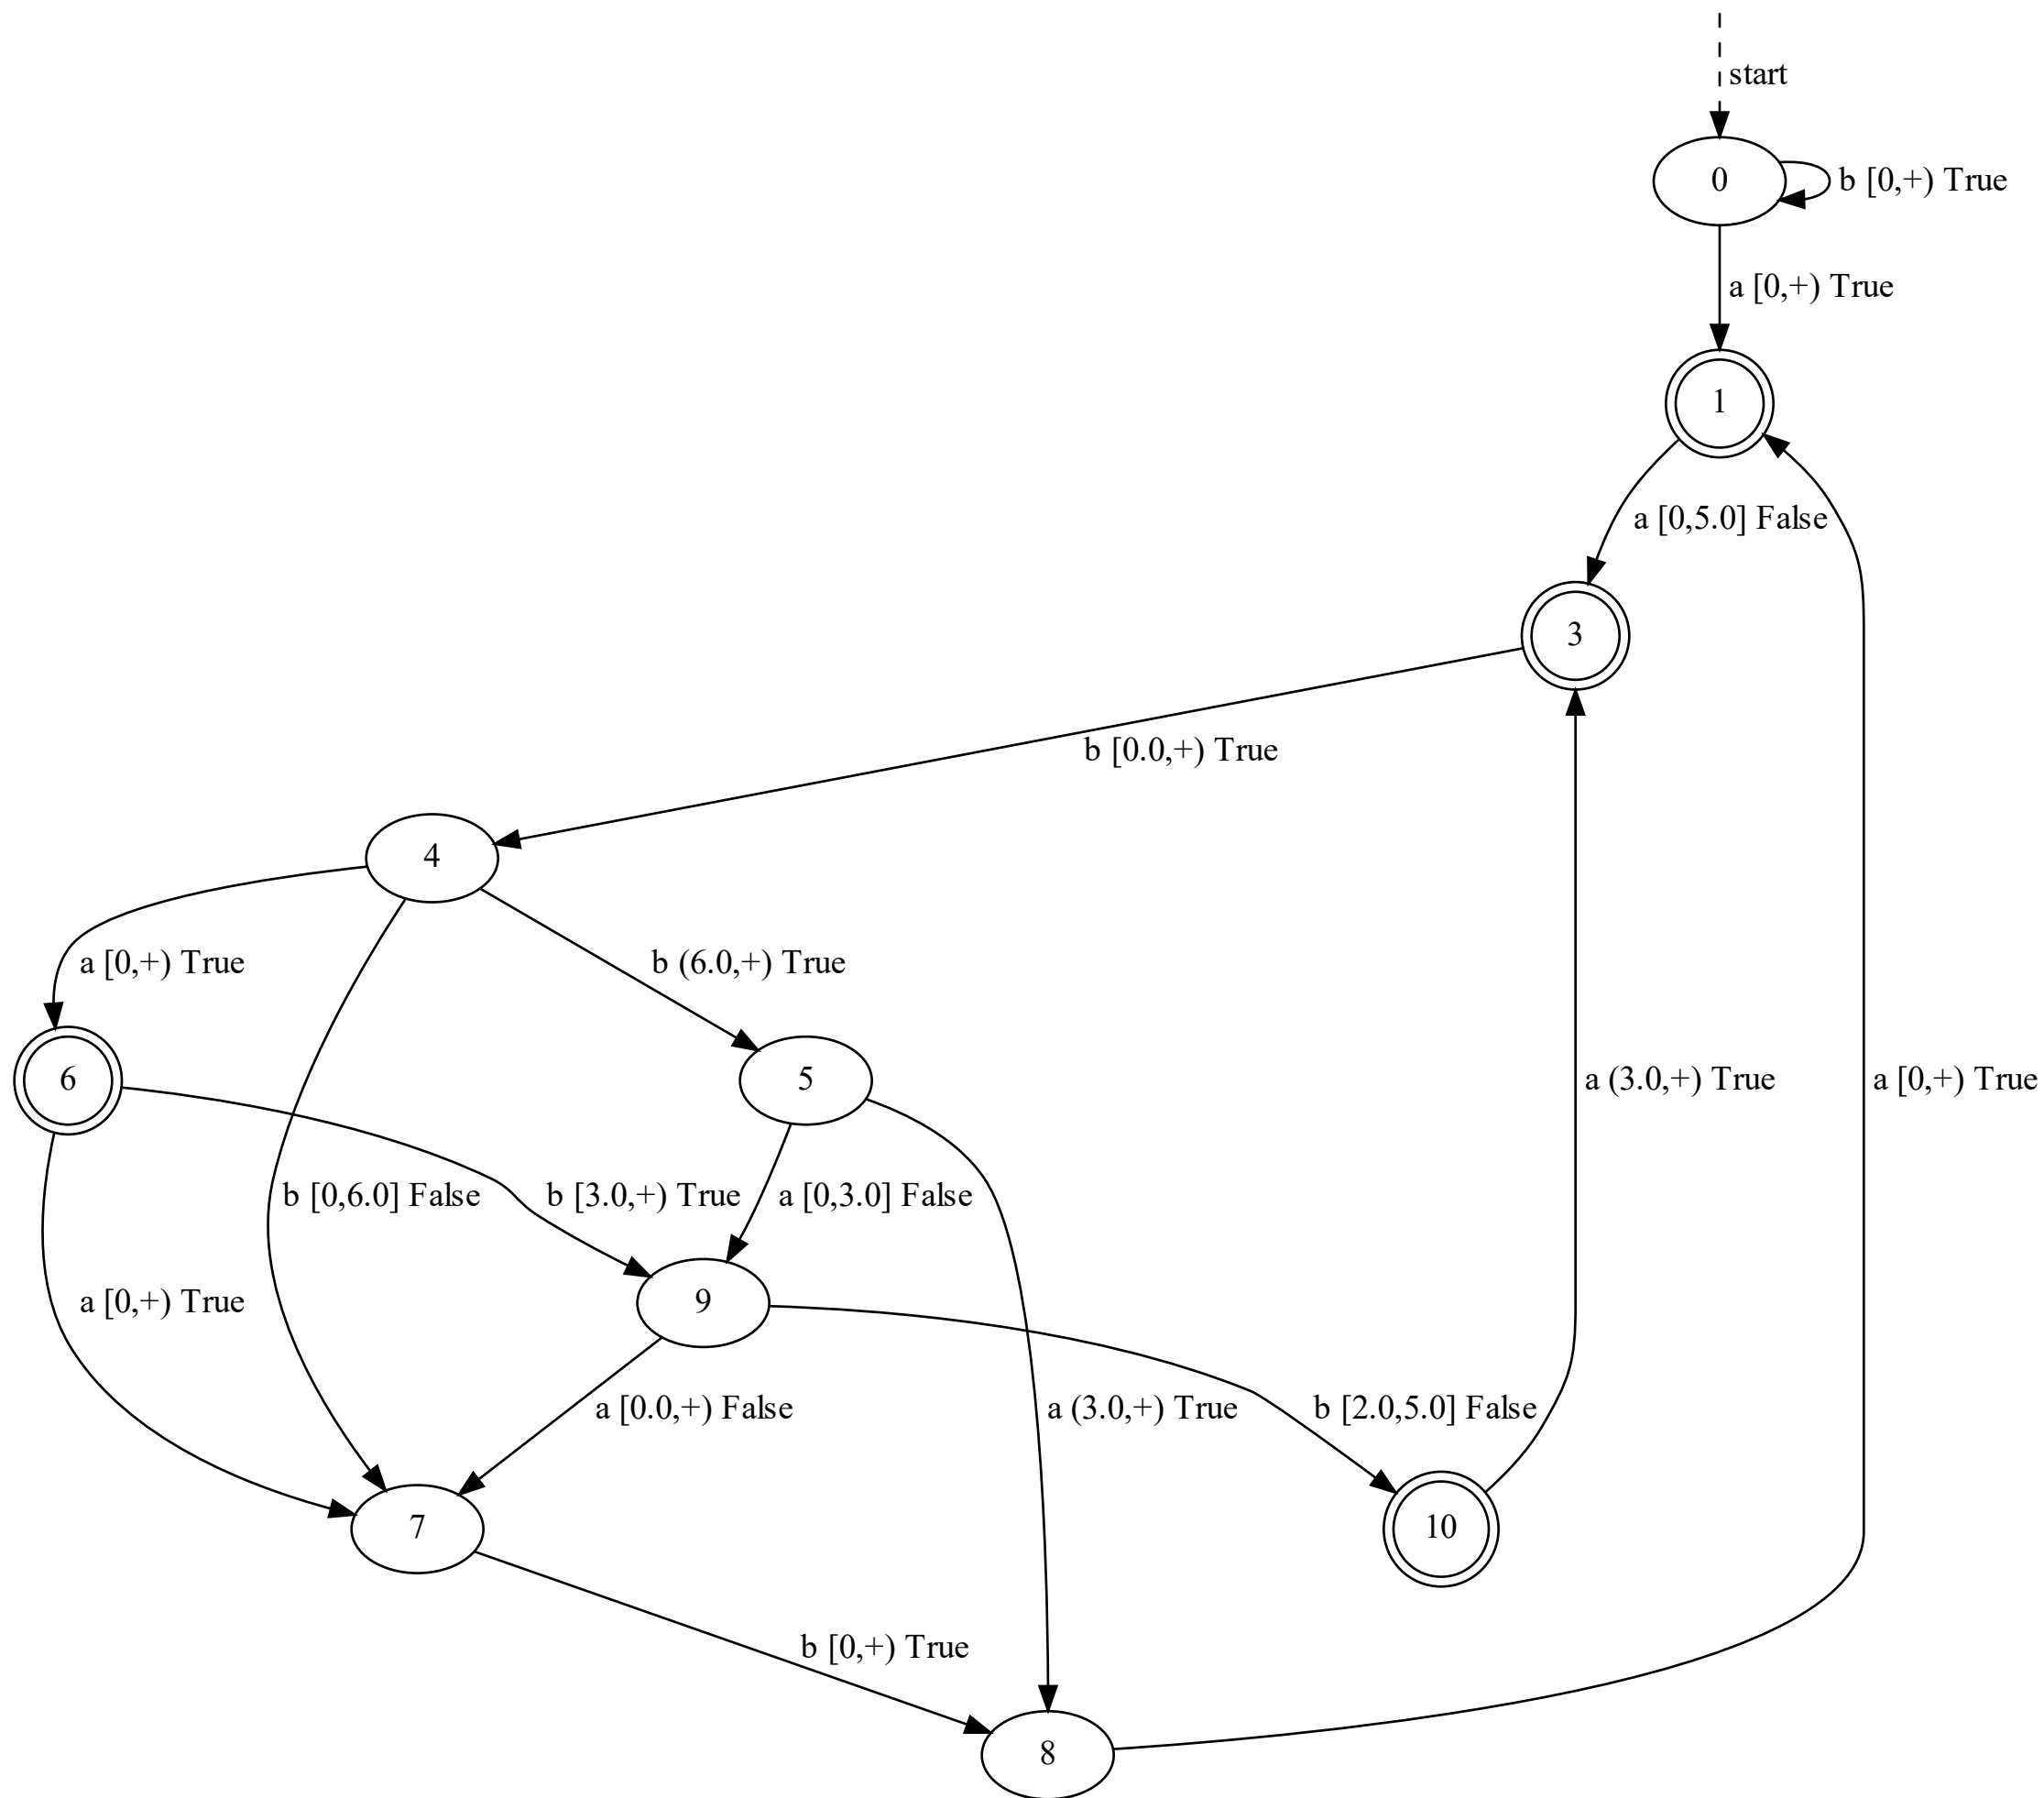 start
0
b [0,+) True
a [0,+) True
1
a [0,5.0] False
3
b [0.0,+) True
4
a [0,+) True
b (6.0,+) True
6
5
a (3.0,+) True
a [0,+) True
b [0,6.0] False
b [3.0,+) True
a [0,3.0] False
a [0,+) True
9
a [0.0,+) False
a (3.0,+) True
b [2.0,5.0] False
7
10
b [0,+) True
8